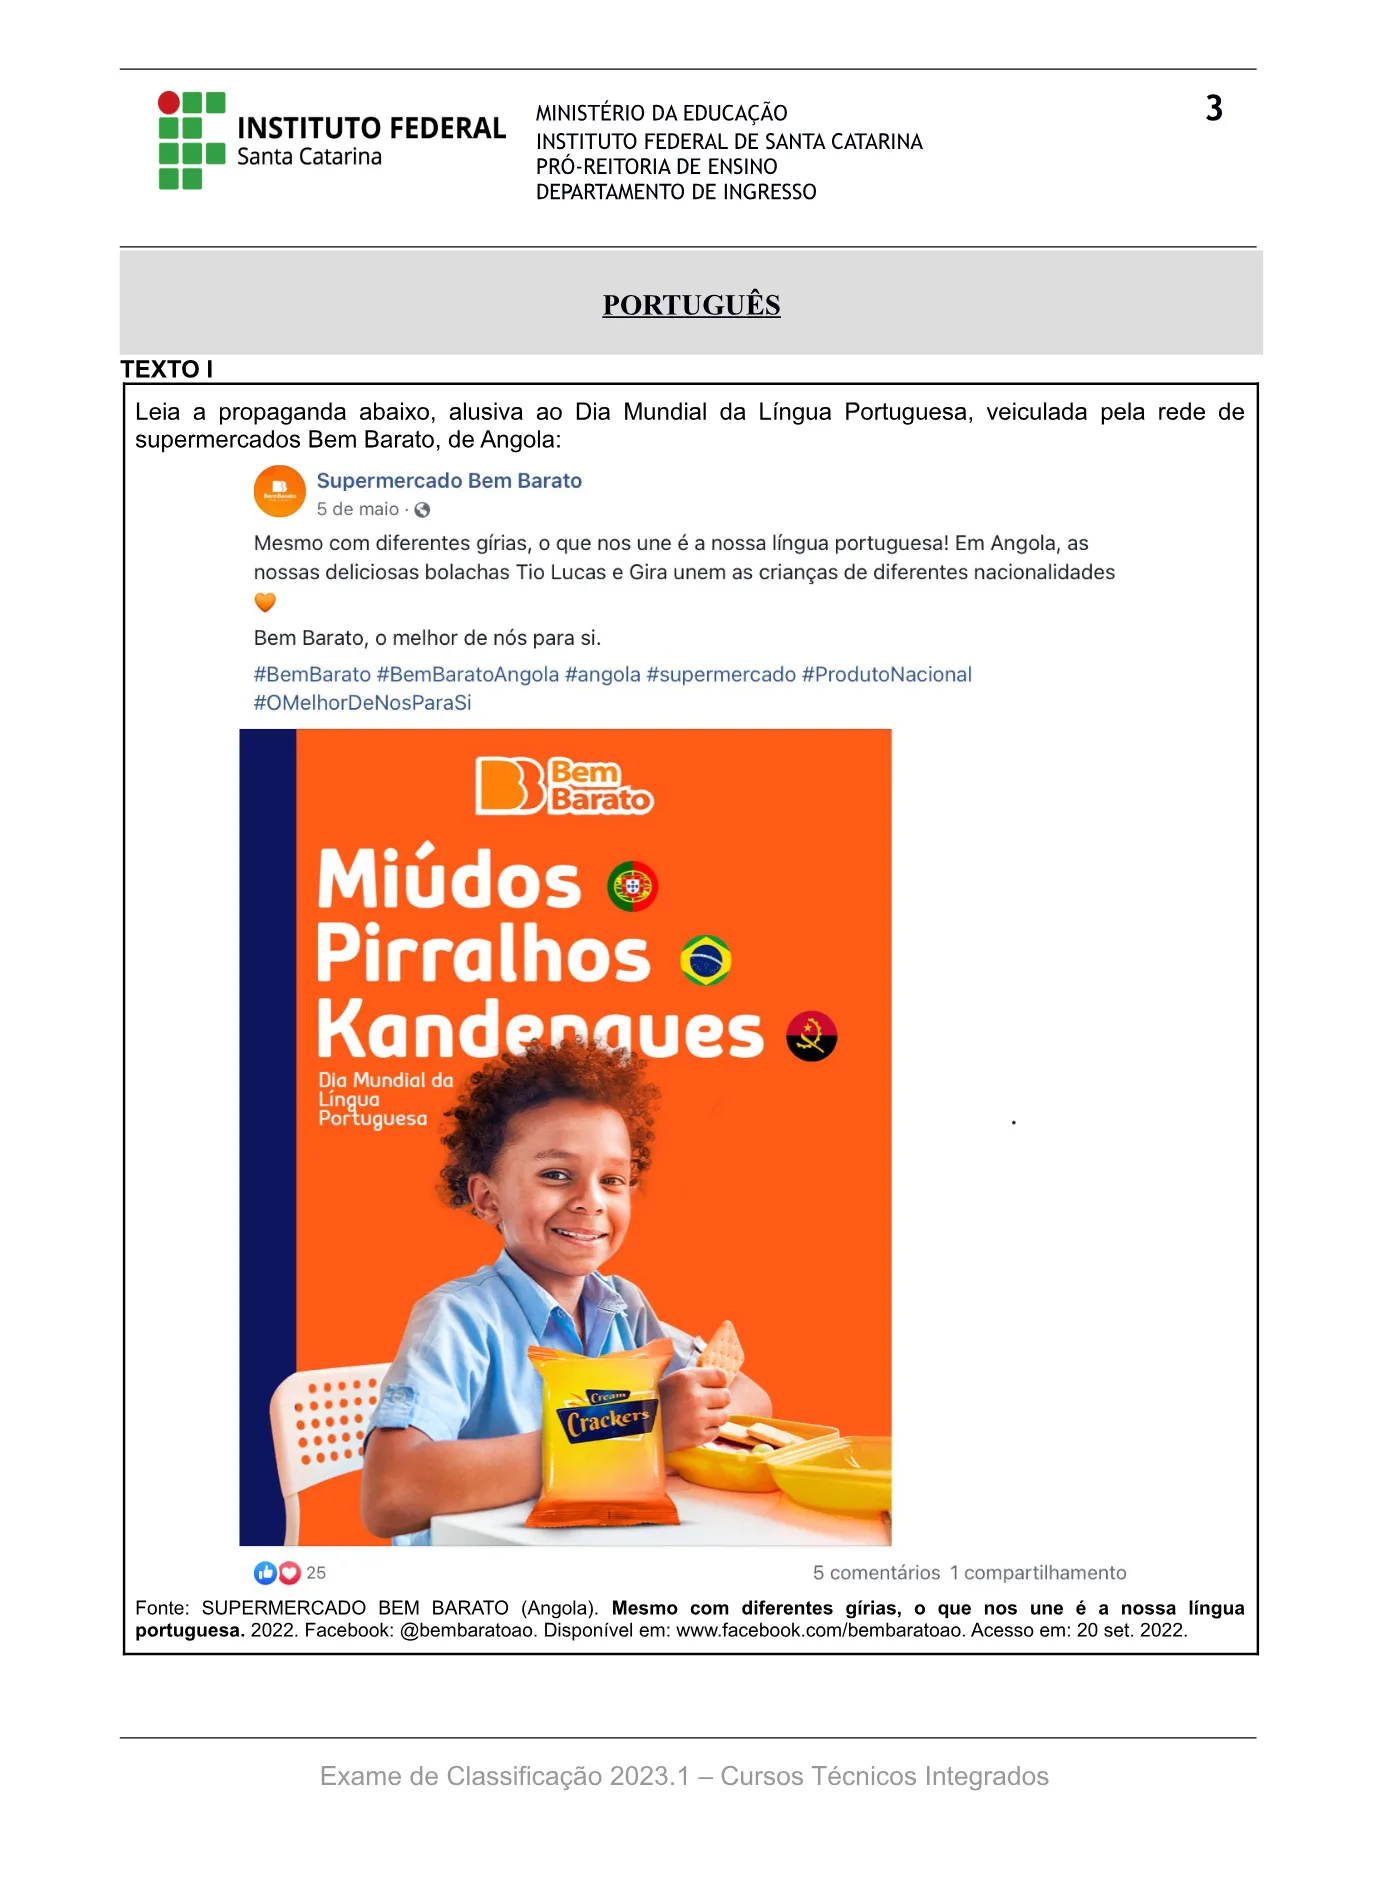 INSTITUTO FEDERAL
Santa Catarina
MINISTÉRIO DA EDUCAÇÃO
INSTITUTO FEDERAL DE SANTA CATARINA
PRÓ-REITORIA DE ENSINO
DEPARTAMENTO DE INGRESSO
3
PORTUGUÊS
TEXTO I
Leia a propaganda abaixo, alusiva ao Dia Mundial da Língua Portuguesa, veiculada pela rede de
supermercados Bem Barato, de Angola:
BemBarato
Supermercado Bem Barato
5 de maio ·
Mesmo com diferentes gírias, o que nos une é a nossa língua portuguesa! Em Angola, as
nossas deliciosas bolachas Tio Lucas e Gira unem as crianças de diferentes nacionalidades
🧡
Bem Barato, o melhor de nós para si.
#BemBarato #BemBaratoAngola #angola #supermercado #ProdutoNacional
#OMelhorDeNosParaSi
Bem
Barato
Miúdos
Pirralhos
Kandengues
Dia Mundial da
Língua
Portuguesa
Cream
Crackers
25
5 comentários 1 compartilhamento
Fonte: SUPERMERCADO BEM BARATO (Angola). Mesmo com diferentes gírias, o que nos une é a nossa língua
portuguesa. 2022. Facebook: @bembaratoao. Disponível em: www.facebook.com/bembaratoao. Acesso em: 20 set. 2022.
Exame de Classificação 2023.1 – Cursos Técnicos Integrados